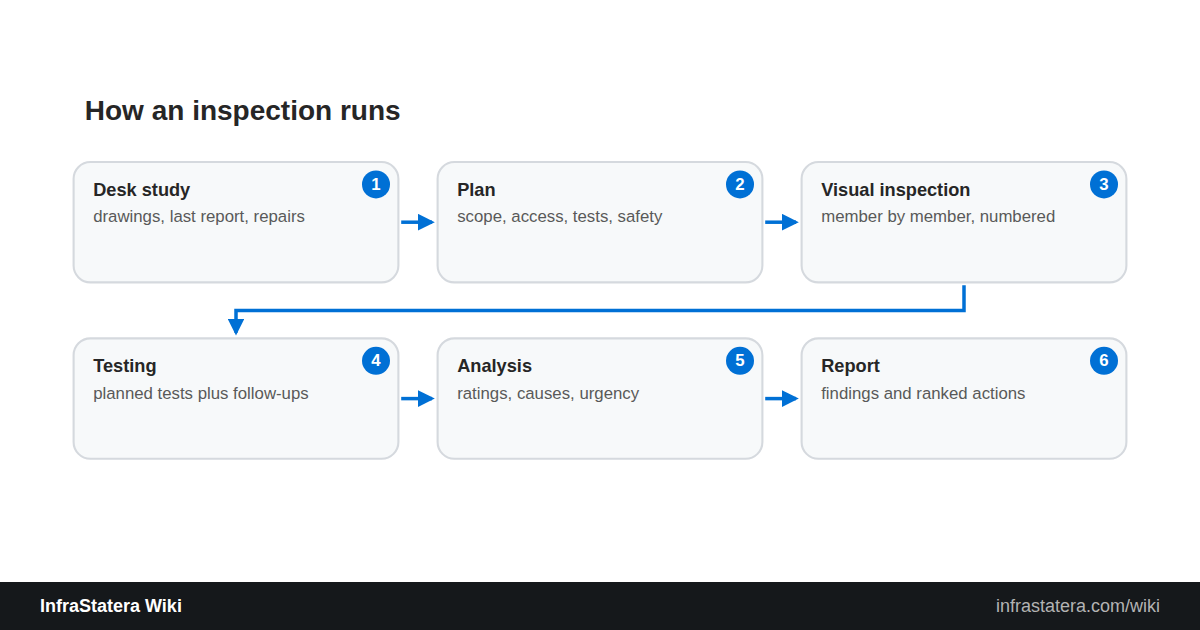 How an inspection runs
Desk study
1
drawings, last report, repairs
Plan
2
scope, access, tests, safety
Visual inspection
3
member by member, numbered
Testing
4
planned tests plus follow-ups
Analysis
5
ratings, causes, urgency
Report
6
findings and ranked actions
InfraStatera Wiki
infrastatera.com/wiki